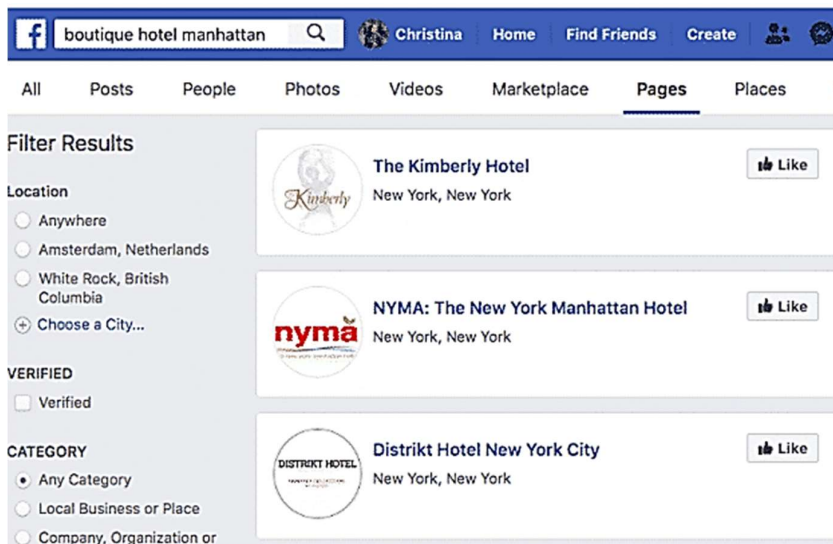 f boutique hotel manhattan Christina Home Find Friends Create
All Posts People Photos Videos Marketplace Pages Places
Filter Results
Location
Anywhere
Amsterdam, Netherlands
White Rock, British
Columbia
Choose a City...
VERIFIED
Verified
CATEGORY
Any Category
Local Business or Place
Company, Organization or
Kimberly
The Kimberly Hotel
Like
New York, New York
nyma
NYMA: The New York Manhattan Hotel
Like
New York, New York
DISTRIKT HOTEL
Distrikt Hotel New York City
Like
New York, New York